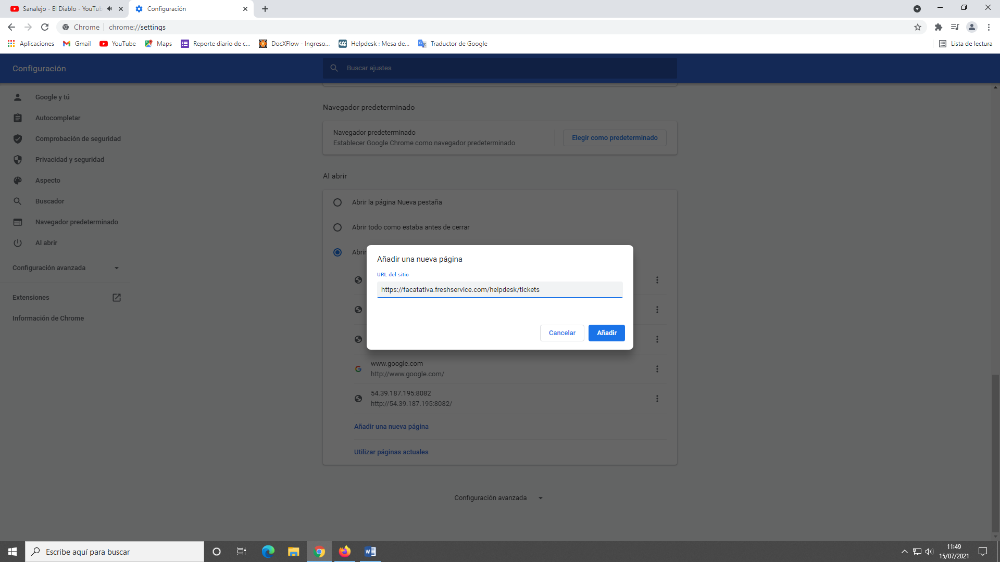 Sanalejo - El Diablo - YouTub
Configuración
Chrome
chrome://settings
Aplicaciones
Gmail
YouTube
Maps
Reporte diario de c...
DocXFlow - Ingreso...
Helpdesk : Mesa de...
Traductor de Google
Lista de lectura
Configuración
Buscar ajustes
Google y tú
Autocompletar
Comprobación de seguridad
Privacidad y seguridad
Aspecto
Buscador
Navegador predeterminado
Al abrir
Configuración avanzada
Extensiones
Información de Chrome
Navegador predeterminado
Navegador predeterminado
Establecer Google Chrome como navegador predeterminado
Elegir como predeterminado
Al abrir
Abrir la página Nueva pestaña
Abrir todo como estaba antes de cerrar
Abrir
Añadir una nueva página
URL del sitio
https://facatativa.freshservice.com/helpdesk/tickets
Cancelar
Añadir
www.google.com
http://www.google.com/
54.39.187.195:8082
http://54.39.187.195:8082/
Añadir una nueva página
Utilizar páginas actuales
Configuración avanzada
Escribe aquí para buscar
11:49
15/07/2021